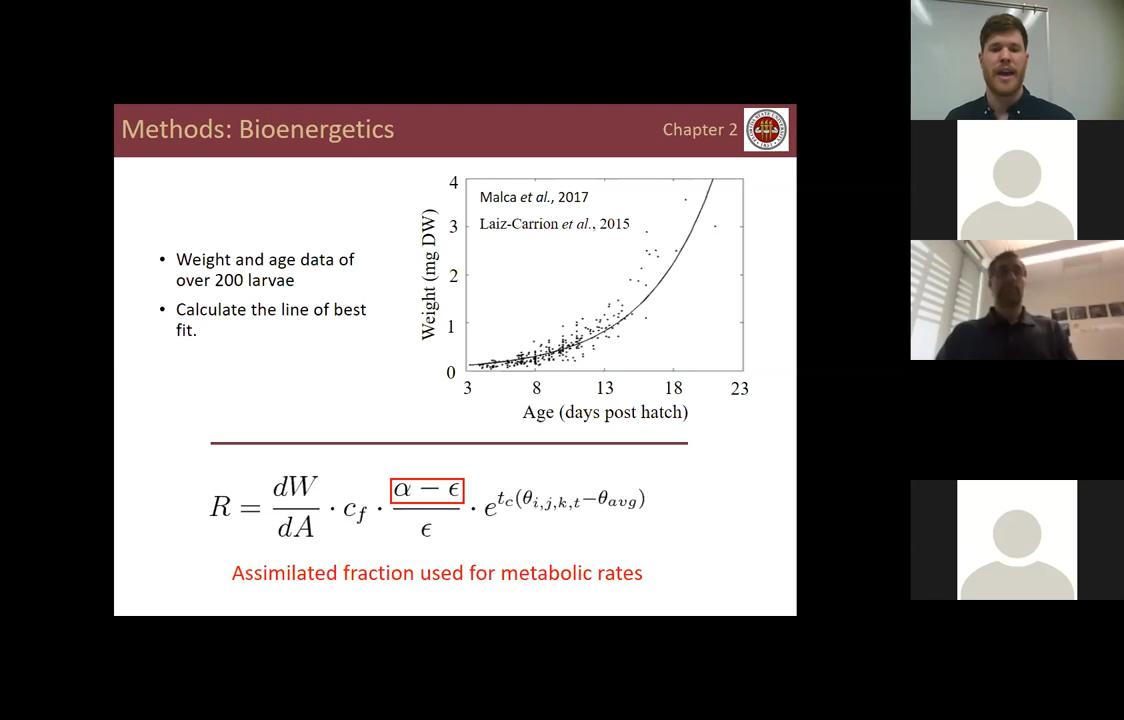 Methods: Bioenergetics
Chapter 2
• Weight and age data of
over 200 larvae
• Calculate the line of best
fit.
Malca et al., 2017
Laiz-Carrion et al., 2015
Weight (mg DW)
4
3
2
1
0
3 8 13 18 23
Age (days post hatch)
R = dW/dA · c_f · (α − ϵ)/ϵ · e^{t_c(θ_{i,j,k,t}−θ_{avg})}
Assimilated fraction used for metabolic rates